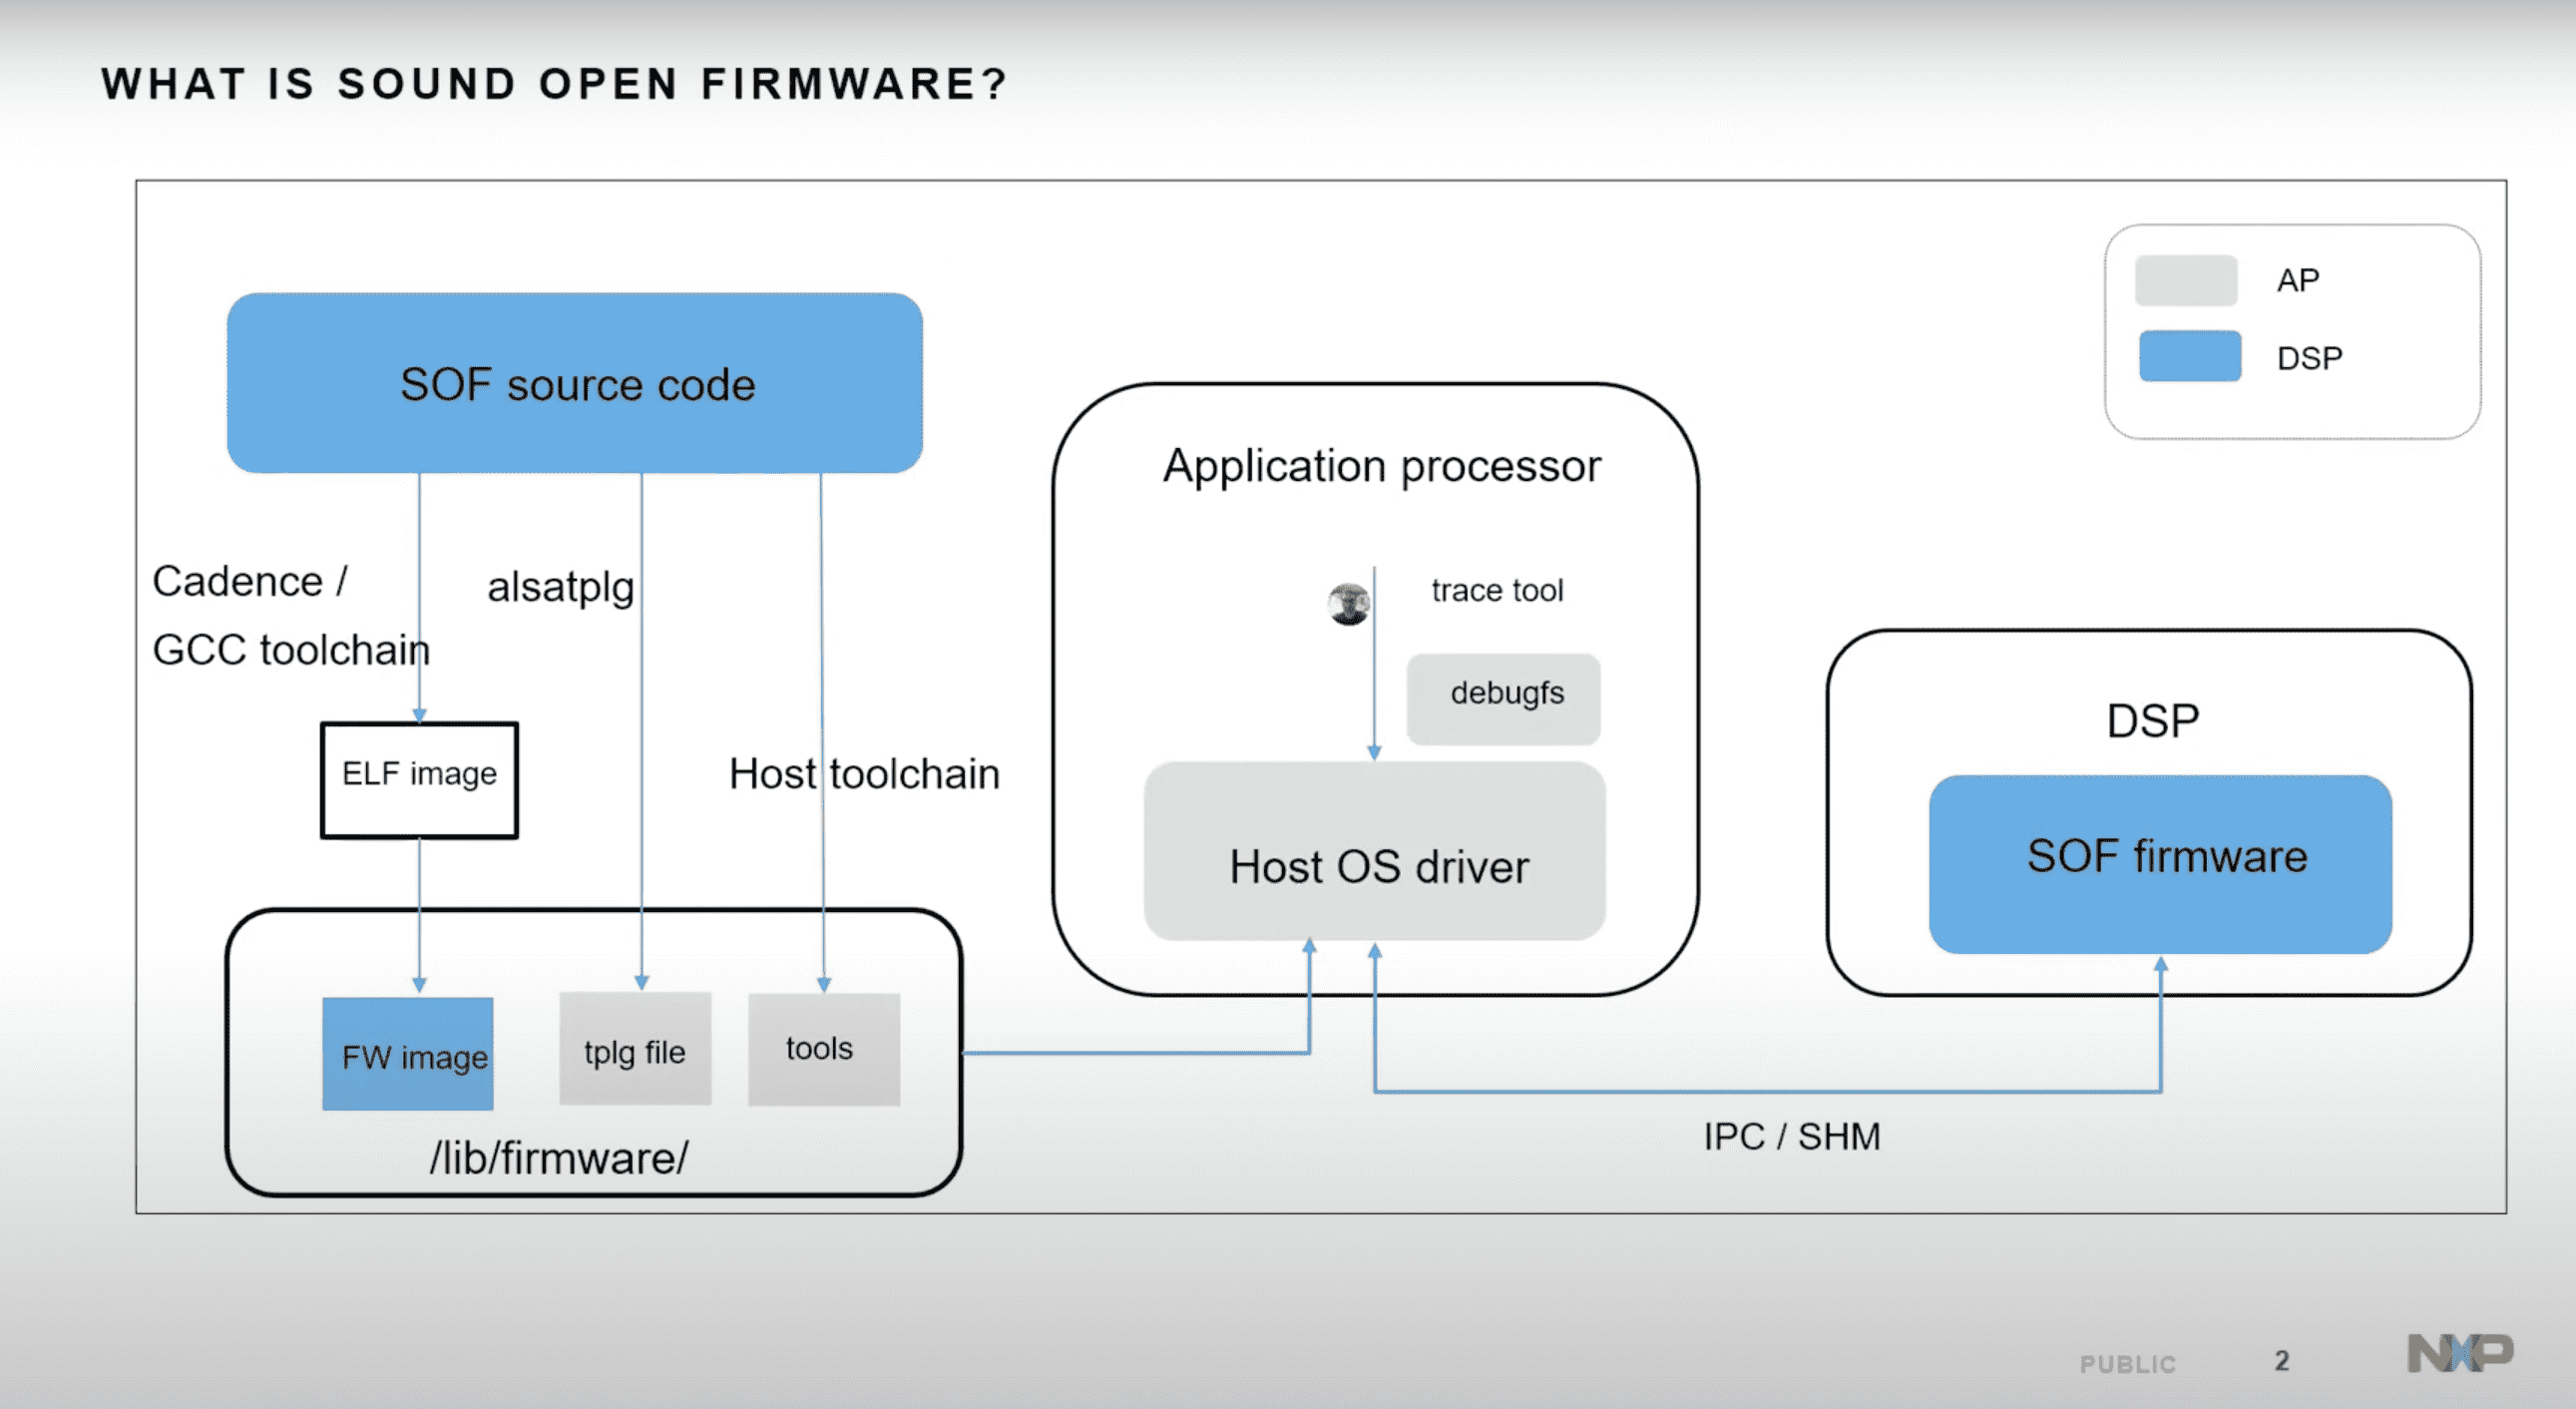 WHAT IS SOUND OPEN FIRMWARE?
AP
DSP
SOF source code
Application processor
Cadence /
GCC toolchain
alsatplg
trace tool
debugfs
DSP
ELF image
Host toolchain
Host OS driver
SOF firmware
FW image
tplg file
tools
/lib/firmware/
IPC / SHM
PUBLIC
2
NXP